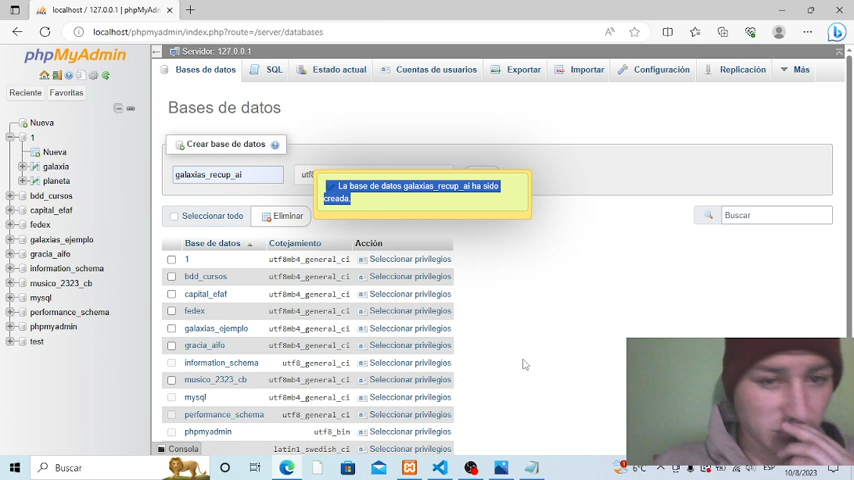 localhost / 127.0.0.1 | phpMyAdm
localhost/phpmyadmin/index.php?route=/server/databases
phpMyAdmin
Reciente Favoritas
Nueva
1
Nueva
galaxia
planeta
bdd_cursos
capital_efaf
fedex
galaxias_ejemplo
gracia_aifo
information_schema
musico_2323_cb
mysql
performance_schema
phpmyadmin
test
Servidor: 127.0.0.1
Bases de datos SQL Estado actual Cuentas de usuarios Exportar Importar Configuración Replicación Más
Bases de datos
Crear base de datos
galaxias_recup_ai utf8
La base de datos galaxias_recup_ai ha sido
creada.
Seleccionar todo Eliminar Buscar
Base de datos Cotejamiento Acción
1 utf8mb4_general_ci Seleccionar privilegios
bdd_cursos utf8mb4_general_ci Seleccionar privilegios
capital_efaf utf8mb4_general_ci Seleccionar privilegios
fedex utf8mb4_general_ci Seleccionar privilegios
galaxias_ejemplo utf8mb4_general_ci Seleccionar privilegios
gracia_aifo utf8mb4_general_ci Seleccionar privilegios
information_schema utf8_general_ci Seleccionar privilegios
musico_2323_cb utf8mb4_general_ci Seleccionar privilegios
mysql utf8mb4_general_ci Seleccionar privilegios
performance_schema utf8_general_ci Seleccionar privilegios
phpmyadmin utf8_bin Seleccionar privilegios
Consola latin1_swedish_ci Seleccionar privilegios
Buscar 6°C ESP
10/8/2023